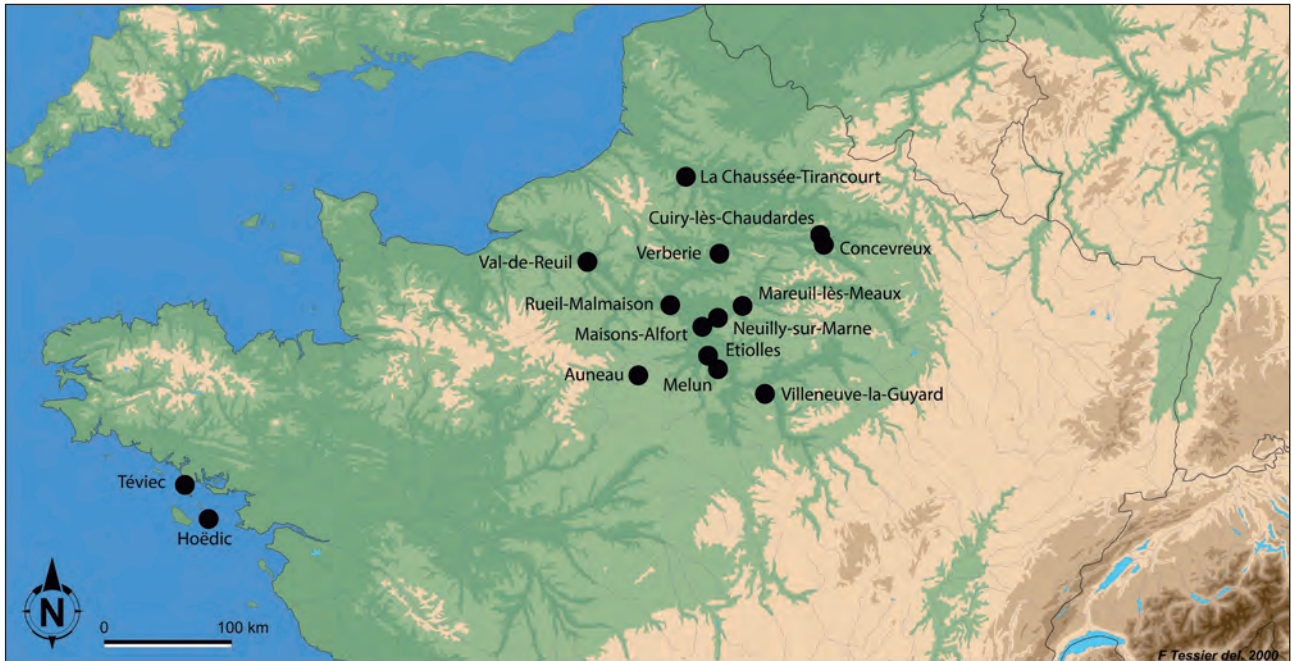 La Chaussée-Tirancourt
Cuiry-lès-Chaudardes
Concevreux
Verberie
Val-de-Reuil
Rueil-Malmaison
Mareuil-lès-Meaux
Maisons-Alfort
Neuilly-sur-Marne
Etiolles
Auneau
Melun
Villeneuve-la-Guyard
Téviec
Hoëdic
N
0 100 km
F Tessier del. 2000